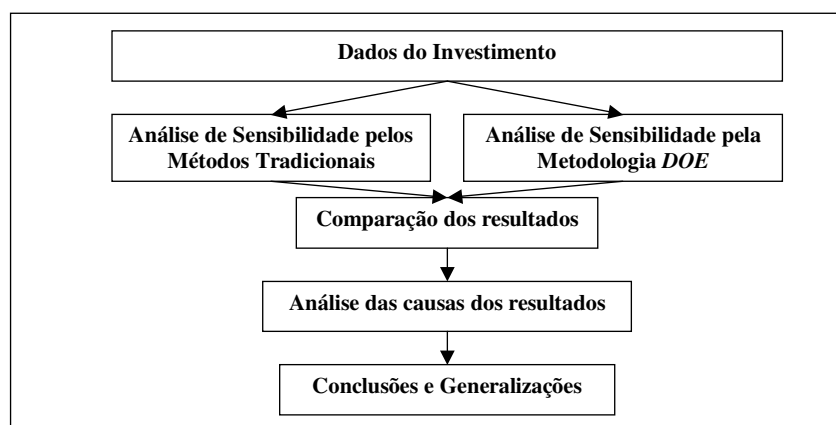 Dados do Investimento
Análise de Sensibilidade pelos
Métodos Tradicionais
Análise de Sensibilidade pela
Metodologia DOE
Comparação dos resultados
Análise das causas dos resultados
Conclusões e Generalizações